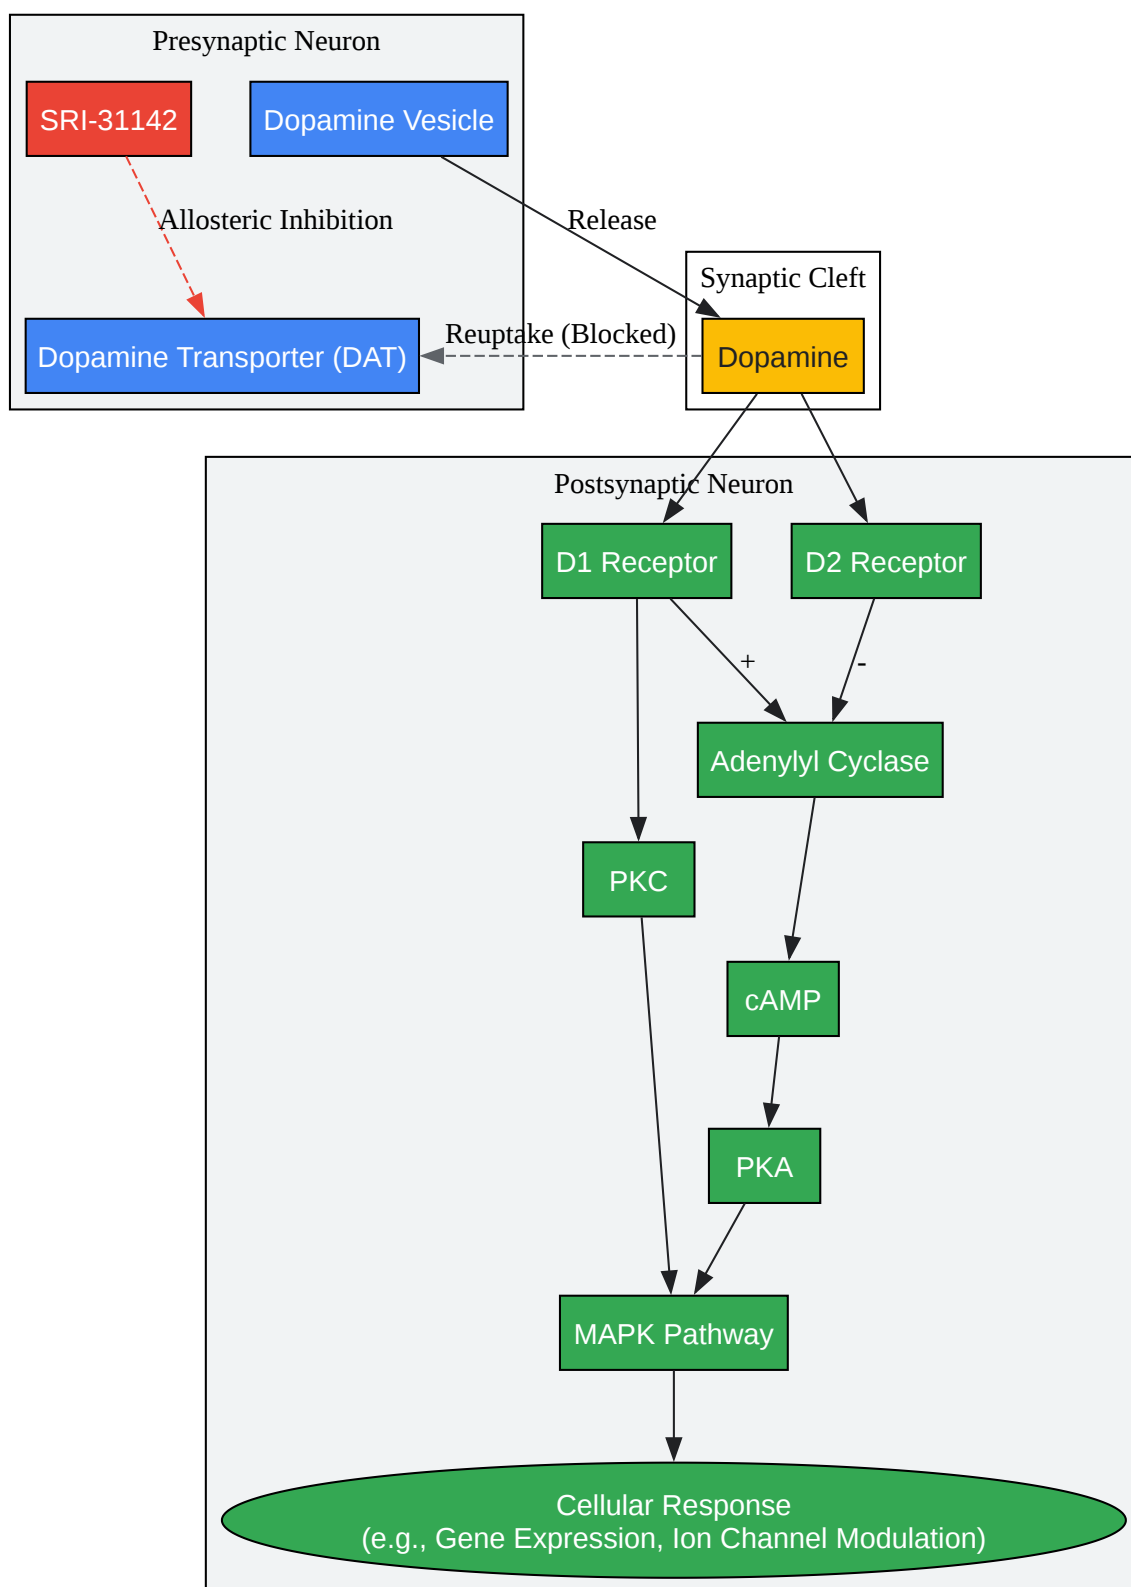 Presynaptic Neuron
SRI-31142
Dopamine Vesicle
Allosteric Inhibition
Release
Synaptic Cleft
Reuptake (Blocked)
Dopamine Transporter (DAT)
Dopamine
Postsynaptic Neuron
D1 Receptor
D2 Receptor
+
-
Adenylyl Cyclase
PKC
cAMP
PKA
MAPK Pathway
Cellular Response
(e.g., Gene Expression, Ion Channel Modulation)